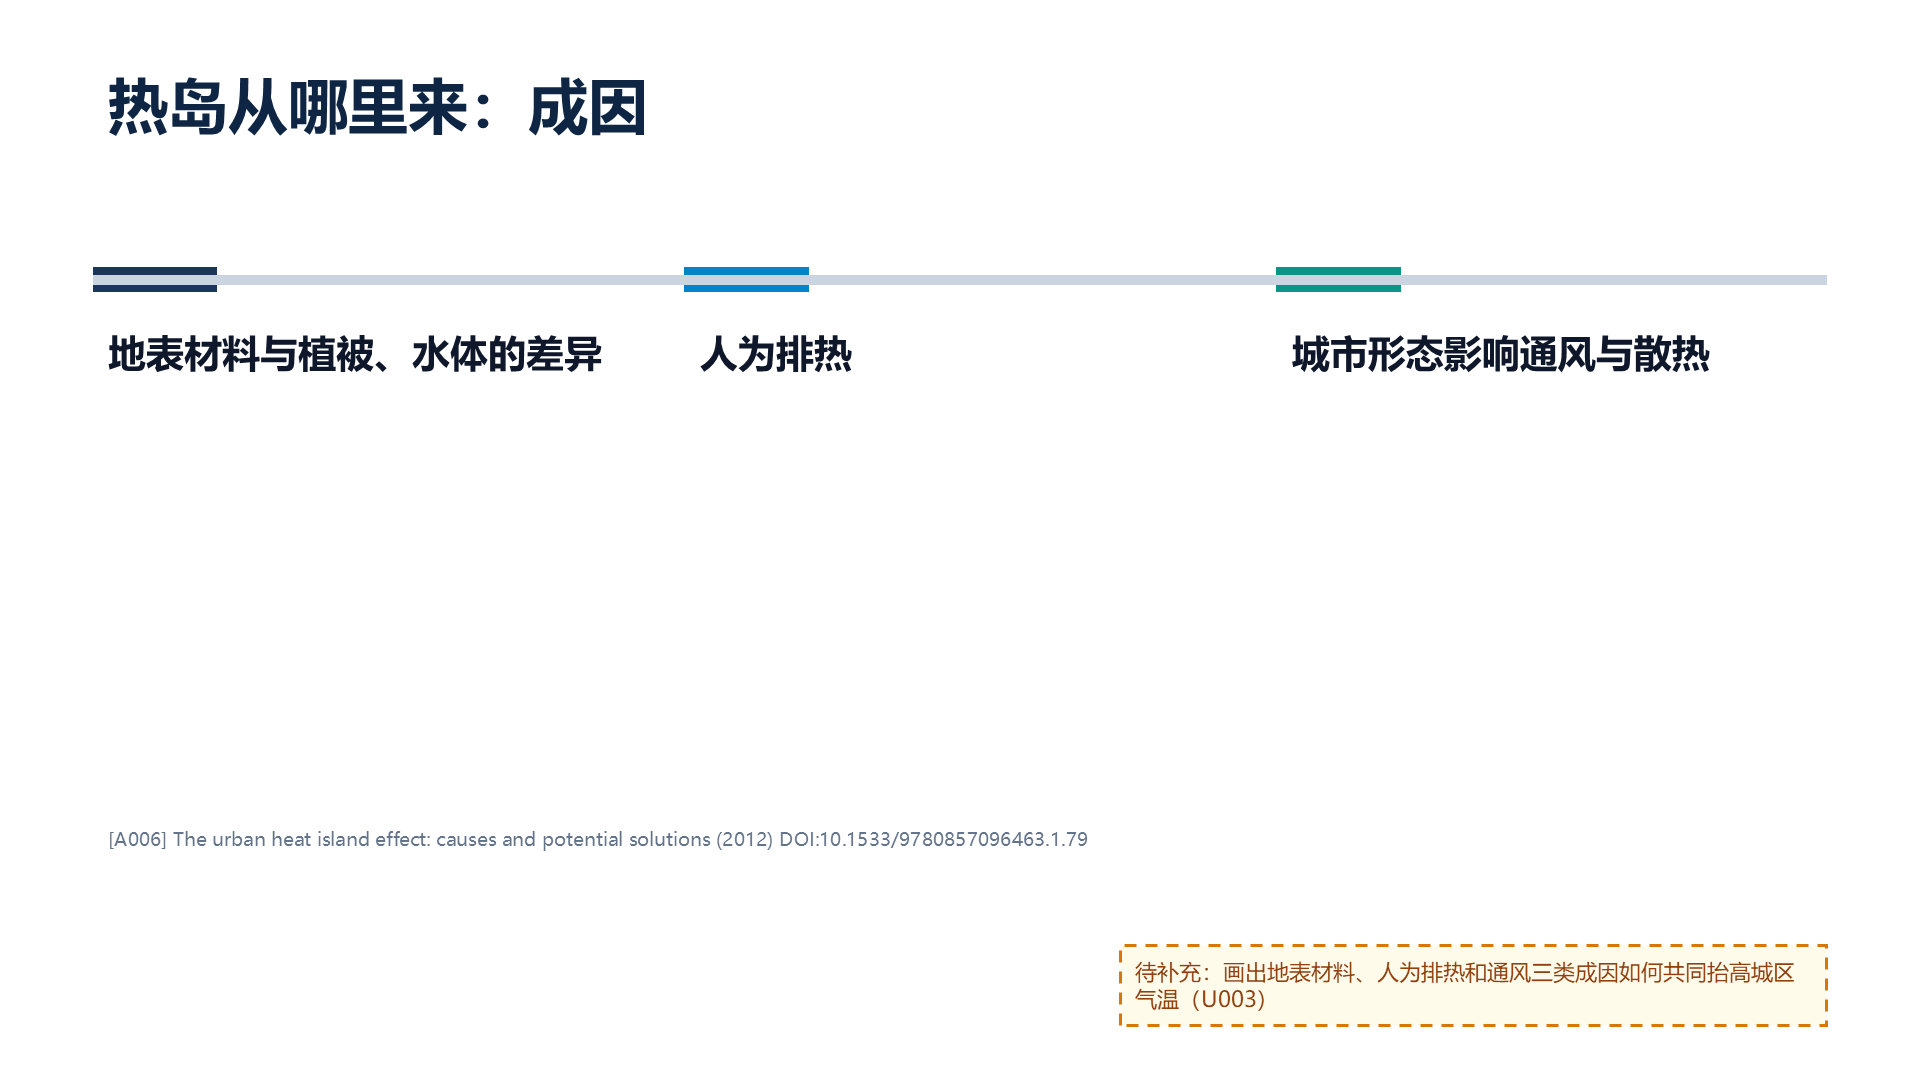 热岛从哪里来：成因
地表材料与植被、水体的差异
人为排热
城市形态影响通风与散热
[A006] The urban heat island effect: causes and potential solutions (2012) DOI:10.1533/9780857096463.1.79
待补充：画出地表材料、人为排热和通风三类成因如何共同抬高城区
气温（U003）